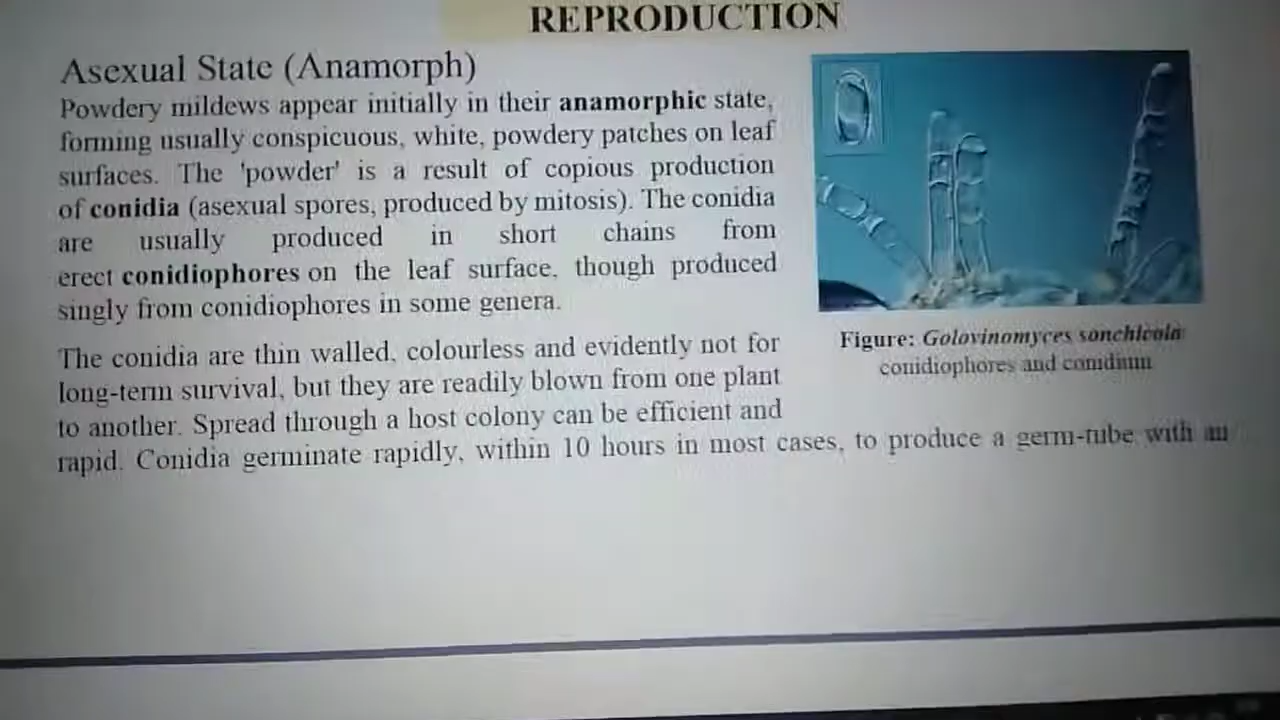 REPRODUCTION
Asexual State (Anamorph)
Powdery mildews appear initially in their anamorphic state,
forming usually conspicuous, white, powdery patches on leaf
surfaces. The 'powder' is a result of copious production
of conidia (asexual spores, produced by mitosis). The conidia
are usually produced in short chains from
erect conidiophores on the leaf surface, though produced
singly from conidiophores in some genera.
The conidia are thin walled, colourless and evidently not for
long-term survival, but they are readily blown from one plant
to another. Spread through a host colony can be efficient and
rapid. Conidia germinate rapidly, within 10 hours in most cases, to produce a germ-tube with an
Figure: Golovinomyces sonchicola
conidiophores and conidium